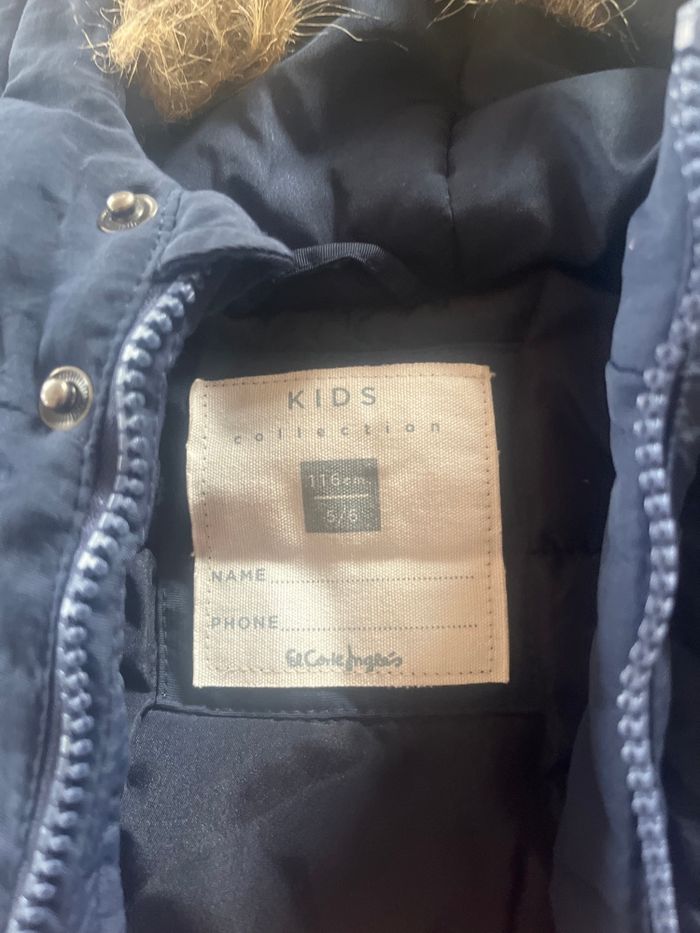 KIDS
collection
116cm
5/6
NAME
PHONE
El Corte Inglés